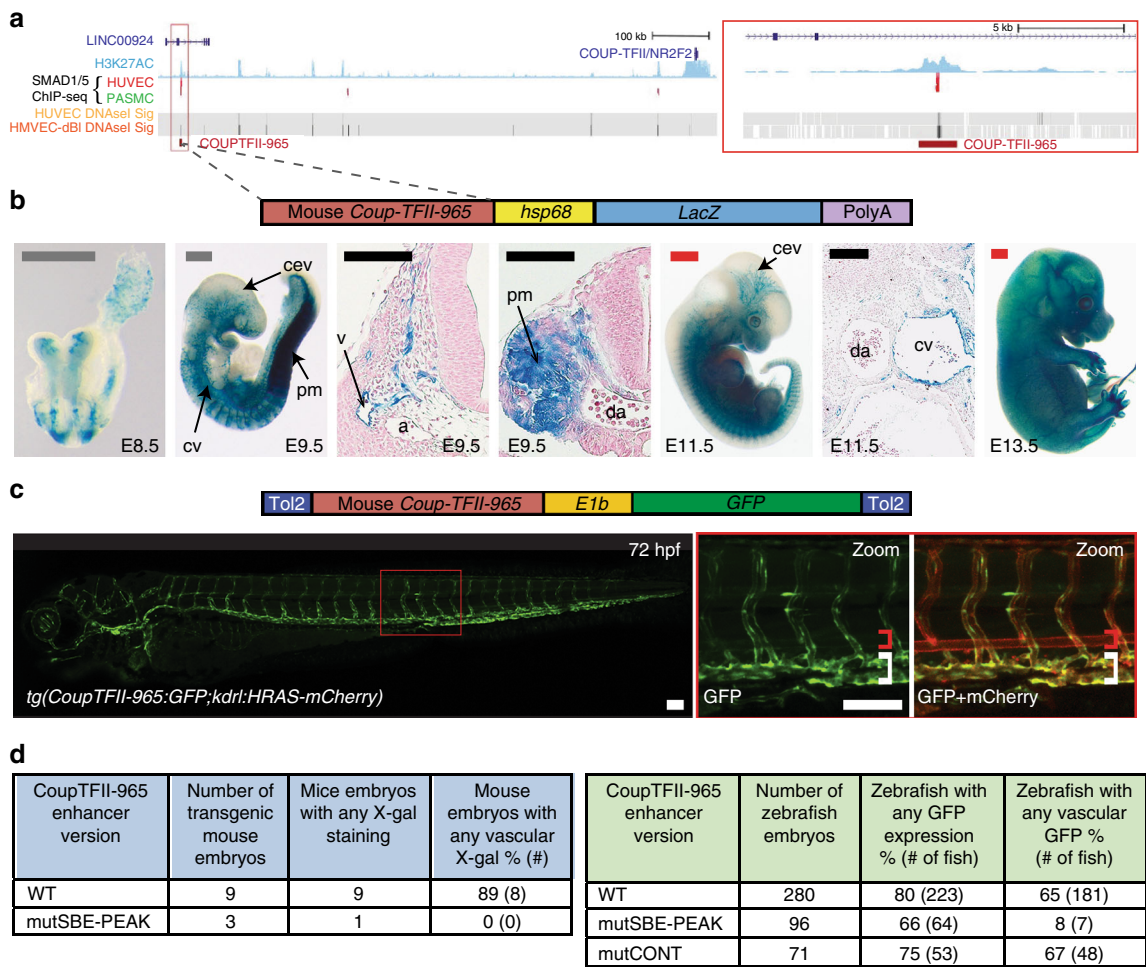 a
LINC00924
H3K27AC
SMAD1/5
ChIP-seq
{
HUVEC
PASMC
HUVEC DNAseI Sig
HMVEC-dBl DNAseI Sig
COUPTFII-965
100 kb
COUP-TFII/NR2F2
5 kb
COUP-TFII-965
b
Mouse Coup-TFII-965
hsp68
LacZ
PolyA
E8.5
cev
pm
cv
E9.5
v
a
E9.5
pm
da
E9.5
cev
E11.5
da
cv
E11.5
E13.5
c
Tol2
Mouse Coup-TFII-965
E1b
GFP
Tol2
72 hpf
tg(CoupTFII-965:GFP;kdrl:HRAS-mCherry)
Zoom
GFP
Zoom
GFP+mCherry
d
CoupTFII-965 enhancer version
Number of transgenic mouse embryos
Mice embryos with any X-gal staining
Mouse embryos with any vascular X-gal % (#)
WT 9 9 89 (8)
mutSBE-PEAK 3 1 0 (0)
CoupTFII-965 enhancer version
Number of zebrafish embryos
Zebrafish with any GFP expression % (# of fish)
Zebrafish with any vascular GFP % (# of fish)
WT 280 80 (223) 65 (181)
mutSBE-PEAK 96 66 (64) 8 (7)
mutCONT 71 75 (53) 67 (48)